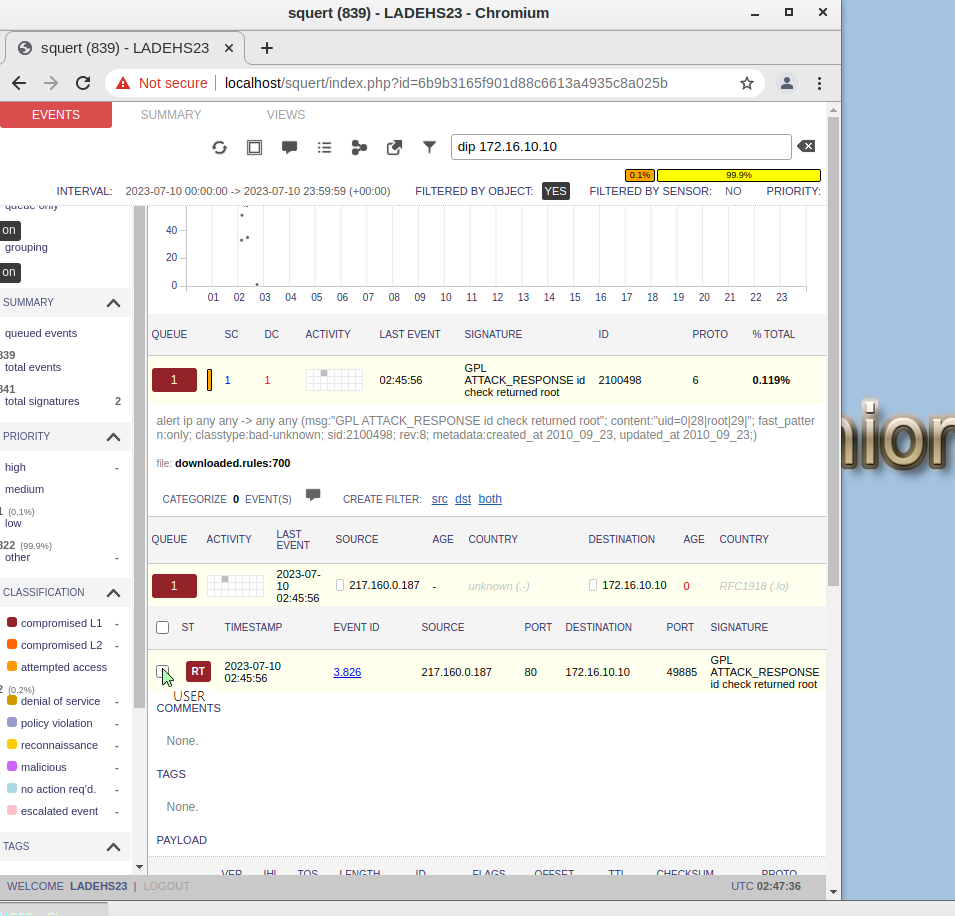 squert (839) - LADEHS23 - Chromium
squert (839) - LADEHS23
Not secure
localhost/squert/index.php?id=6b9b3165f901d88c6613a4935c8a025b
EVENTS
SUMMARY
VIEWS
dip 172.16.10.10
0.1%
99.9%
INTERVAL: 2023-07-10 00:00:00 -> 2023-07-10 23:59:59 (+00:00) FILTERED BY OBJECT: YES FILTERED BY SENSOR: NO PRIORITY:
queue only
on
grouping
on
SUMMARY
queued events
839
total events
841
total signatures 2
PRIORITY
high -
medium
1 (0.1%)
low
822 (99.9%)
other -
CLASSIFICATION
compromised L1 -
compromised L2 -
attempted access
2 (0.2%)
denial of service -
policy violation -
reconnaissance -
malicious -
no action req'd. -
escalated event -
TAGS
40
20
0
01 02 03 04 05 06 07 08 09 10 11 12 13 14 15 16 17 18 19 20 21 22 23
QUEUE SC DC ACTIVITY LAST EVENT SIGNATURE ID PROTO % TOTAL
1 1 1 02:45:56 GPL ATTACK_RESPONSE id check returned root 2100498 6 0.119%
alert ip any any -> any any (msg:"GPL ATTACK_RESPONSE id check returned root"; content:"uid=0|28|root|29|"; fast_patter
n:only; classtype:bad-unknown; sid:2100498; rev:8; metadata:created_at 2010_09_23, updated_at 2010_09_23;)
file: downloaded.rules:700
CATEGORIZE 0 EVENT(S) CREATE FILTER: src dst both
QUEUE ACTIVITY LAST EVENT SOURCE AGE COUNTRY DESTINATION AGE COUNTRY
1 2023-07-10 02:45:56 217.160.0.187 - unknown (.-) 172.16.10.10 0 RFC1918 (.lo)
ST TIMESTAMP EVENT ID SOURCE PORT DESTINATION PORT SIGNATURE
RT 2023-07-10 02:45:56 3.826 217.160.0.187 80 172.16.10.10 49885 GPL ATTACK_RESPONSE id check returned root
USER
COMMENTS
None.
TAGS
None.
PAYLOAD
VER IHL TOS LENGTH ID FLAGS OFFSET TTL CHECKSUM PROTO
WELCOME LADEHS23 | LOGOUT
UTC 02:47:36
nion